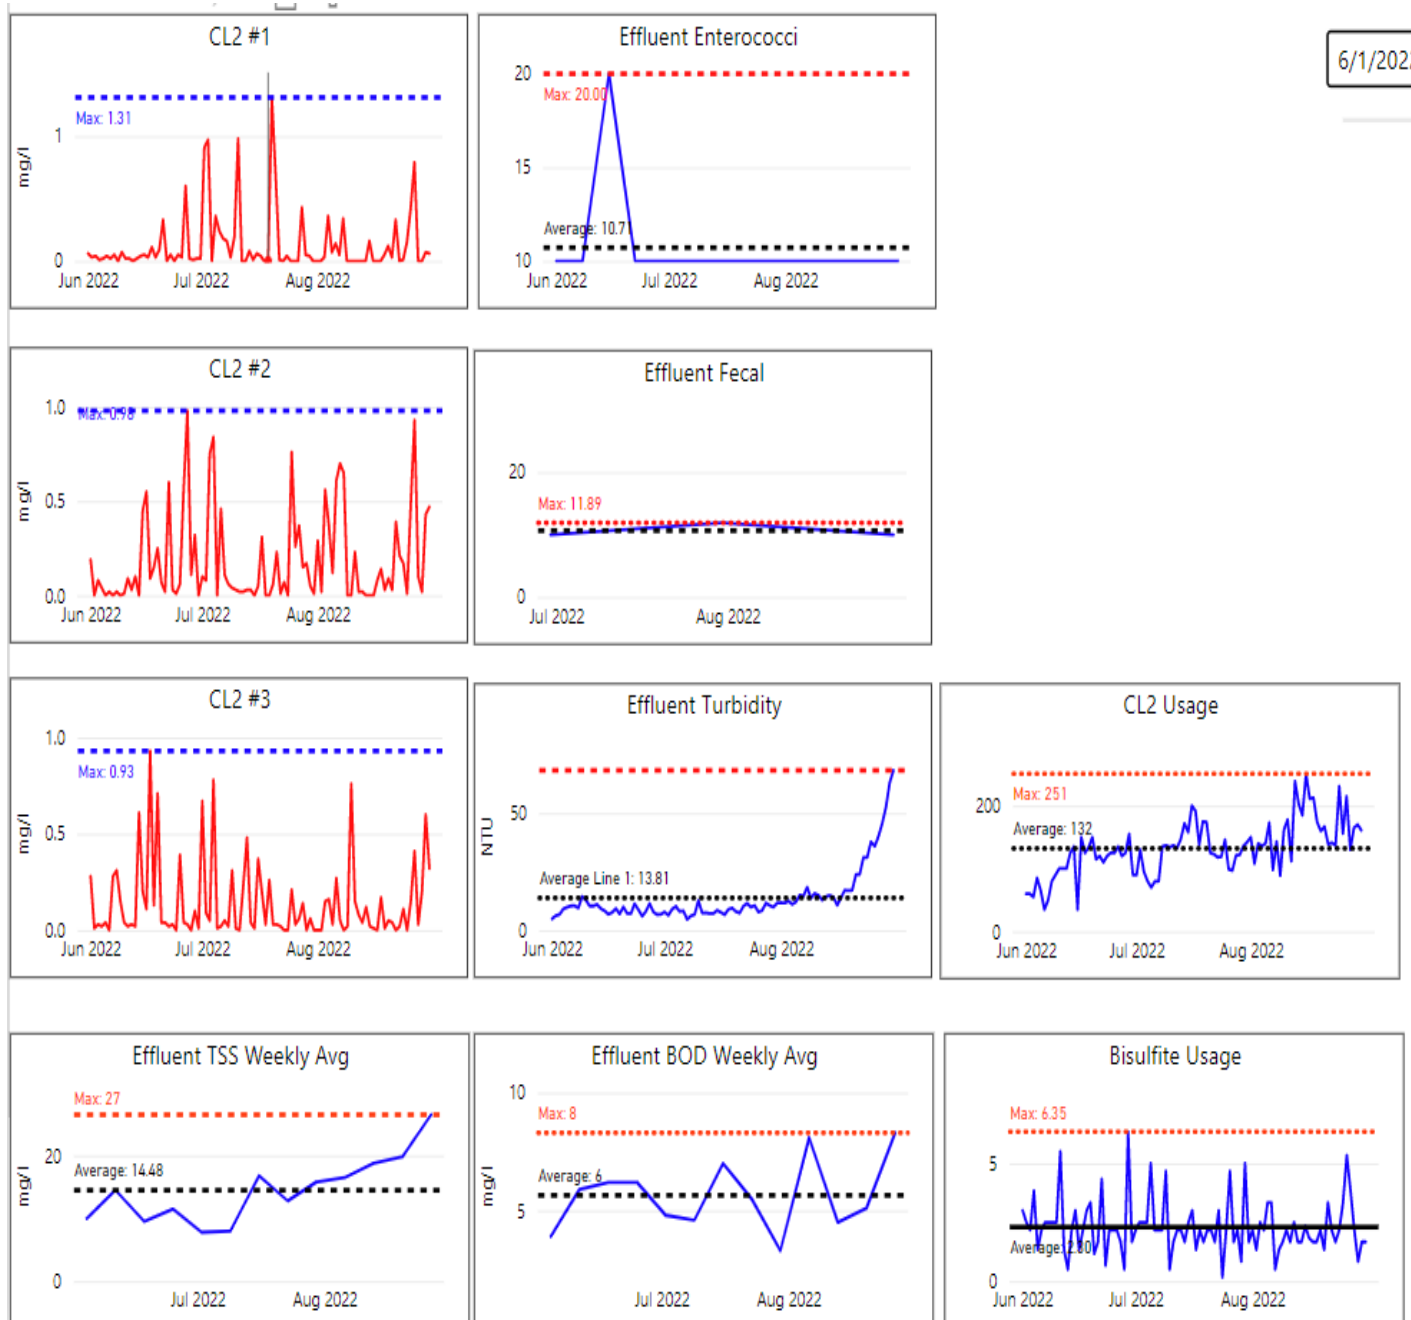 CL2 #1
mg/l
Max: 1.31
1
0
Jun 2022 Jul 2022 Aug 2022
Effluent Enterococci
20
Max: 20.00
15
Average: 10.71
10
Jun 2022 Jul 2022 Aug 2022
6/1/202
CL2 #2
mg/l
1.0
Max: 0.98
0.5
0.0
Jun 2022 Jul 2022 Aug 2022
Effluent Fecal
20
Max: 11.89
0
Jul 2022 Aug 2022
CL2 #3
mg/l
1.0
Max: 0.93
0.5
0.0
Jun 2022 Jul 2022 Aug 2022
Effluent Turbidity
NTU
50
Average Line 1: 13.81
0
Jun 2022 Jul 2022 Aug 2022
CL2 Usage
Max: 251
200
Average: 132
0
Jun 2022 Jul 2022 Aug 2022
Effluent TSS Weekly Avg
mg/l
Max: 27
20
Average: 14.48
0
Jul 2022 Aug 2022
Effluent BOD Weekly Avg
mg/l
10
Max: 8
Average: 6
5
Jul 2022 Aug 2022
Bisulfite Usage
Max: 6.35
5
Average: 2.30
0
Jun 2022 Jul 2022 Aug 2022